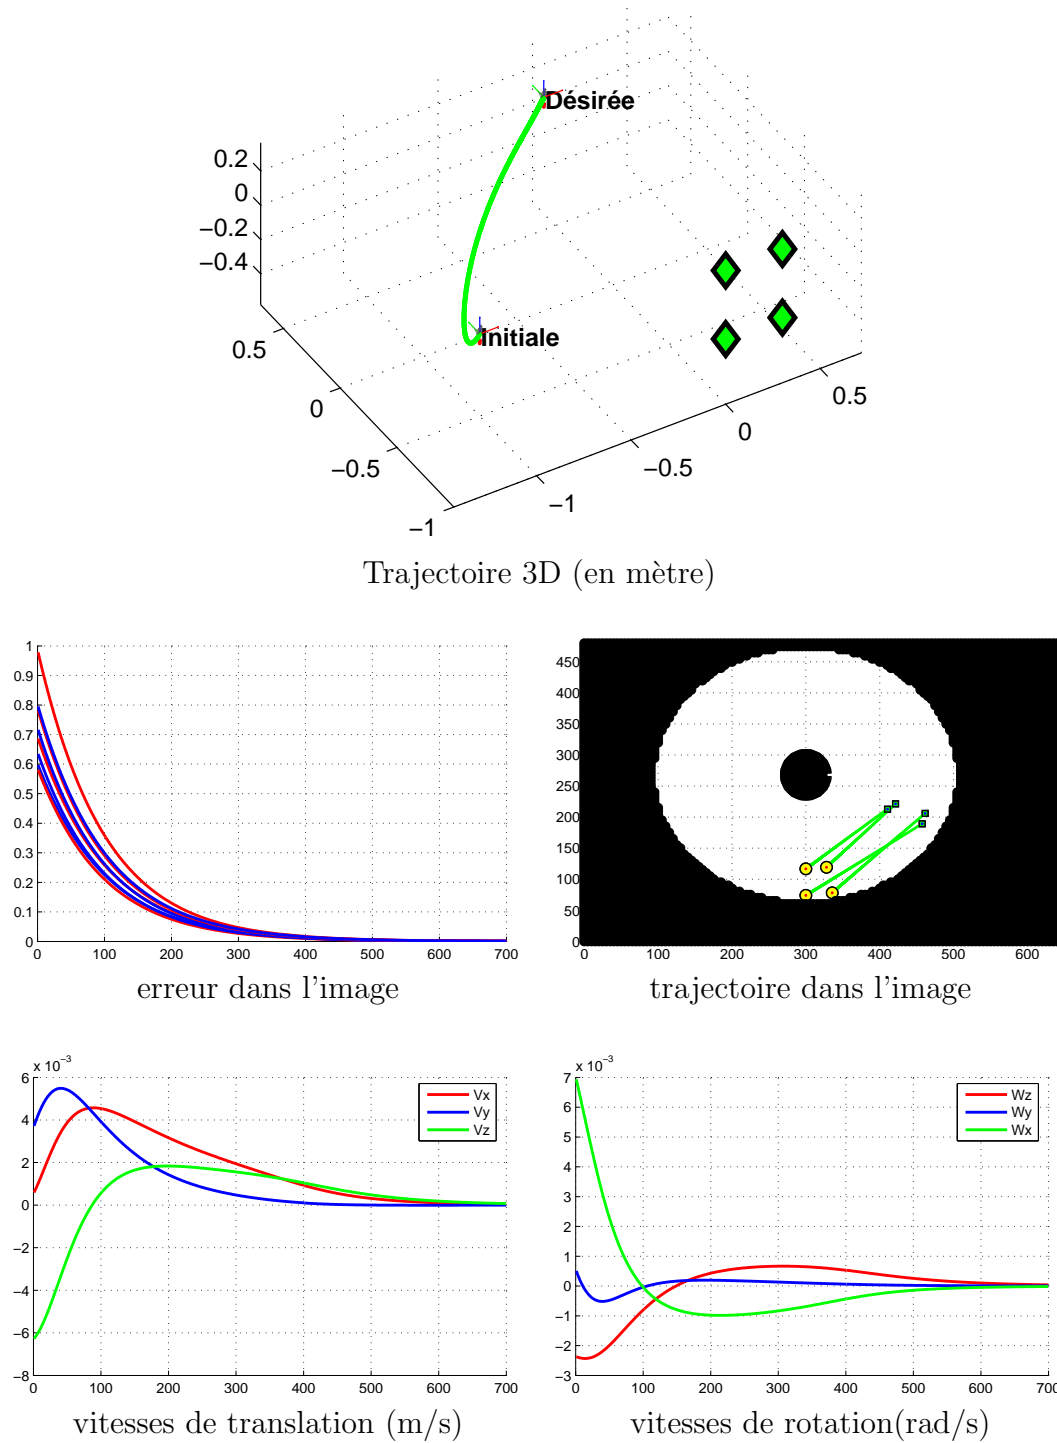 Désirée
0.2
0
−0.2
−0.4
Initiale
0.5
0
−0.5
−1
0.5
0
−0.5
−1
Trajectoire 3D (en mètre)
1
0.9
0.8
0.7
0.6
0.5
0.4
0.3
0.2
0.1
0
0 100 200 300 400 500 600 700
erreur dans l'image
450
400
350
300
250
200
150
100
50
0
0 100 200 300 400 500 600
trajectoire dans l'image
x 10⁻³
6
4
2
0
−2
−4
−6
−8
Vx
Vy
Vz
0 100 200 300 400 500 600 700
vitesses de translation (m/s)
x 10⁻³
7
6
5
4
3
2
1
0
−1
−2
−3
Wz
Wy
Wx
0 100 200 300 400 500 600 700
vitesses de rotation(rad/s)